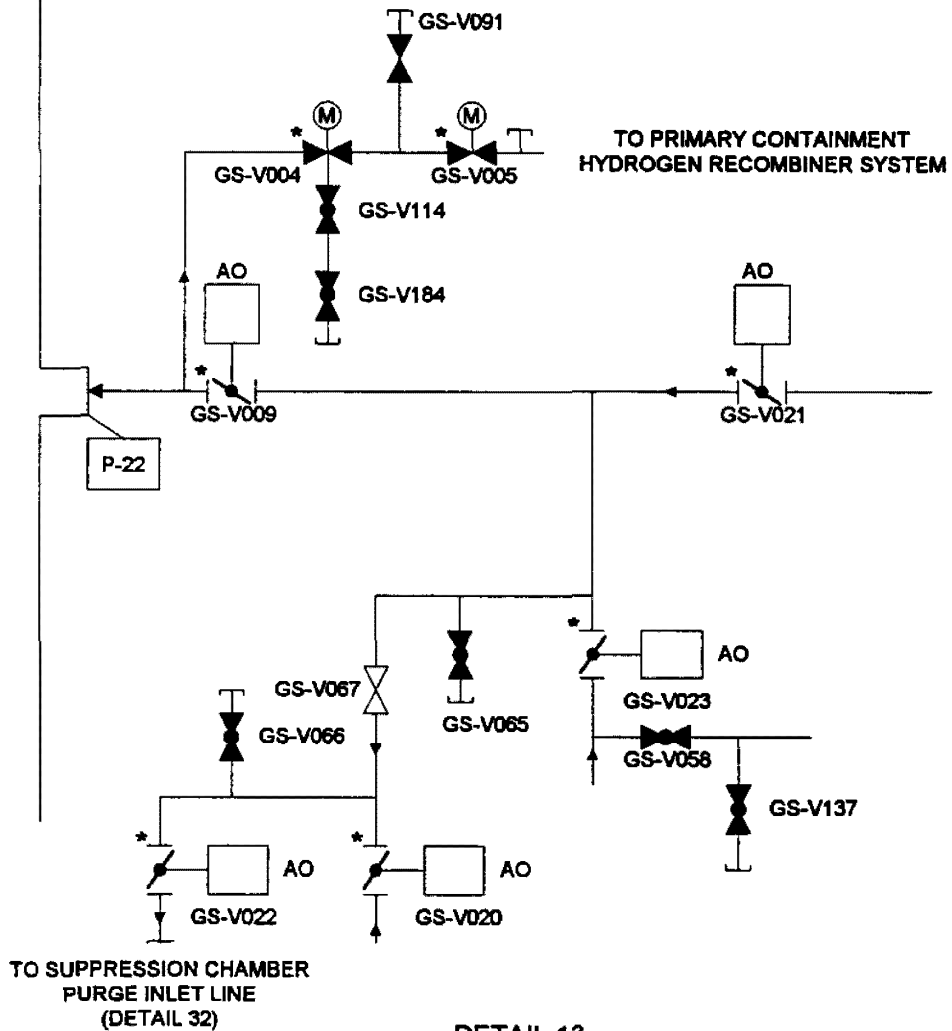 GS-V091
M
M
*
*
TO PRIMARY CONTAINMENT
HYDROGEN RECOMBINER SYSTEM
GS-V004
GS-V005
GS-V114
AO
AO
GS-V184
*
*
GS-V009
GS-V021
P-22
*
AO
GS-V067
GS-V023
GS-V065
GS-V066
GS-V058
GS-V137
*
*
AO
AO
GS-V022
GS-V020
TO SUPPRESSION CHAMBER
PURGE INLET LINE
(DETAIL 32)